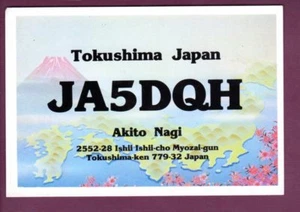 Tokushima Japan
JA5DQH
Akito Nagi
2552-28 Ishii Ishii-cho Myozai-gun
Tokushima-ken 779-32 Japan